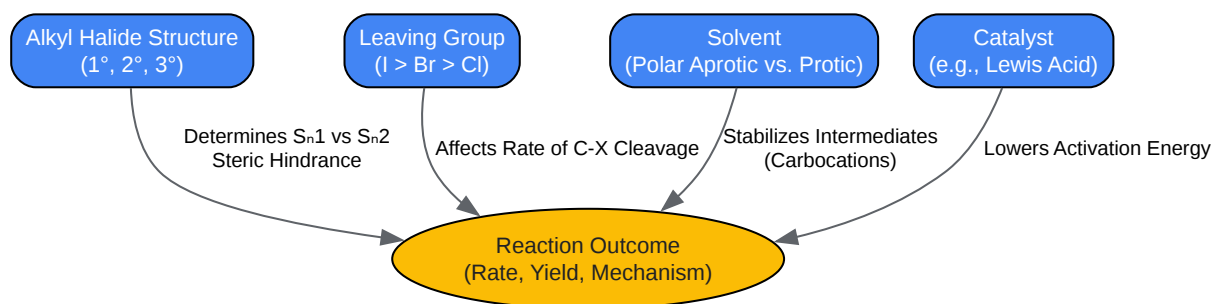 Alkyl Halide Structure
(1°, 2°, 3°)
Leaving Group
(I > Br > Cl)
Solvent
(Polar Aprotic vs. Protic)
Catalyst
(e.g., Lewis Acid)
Determines Sₙ1 vs Sₙ2
Steric Hindrance
Affects Rate of C-X Cleavage
Stabilizes Intermediates
(Carbocations)
Lowers Activation Energy
Reaction Outcome
(Rate, Yield, Mechanism)